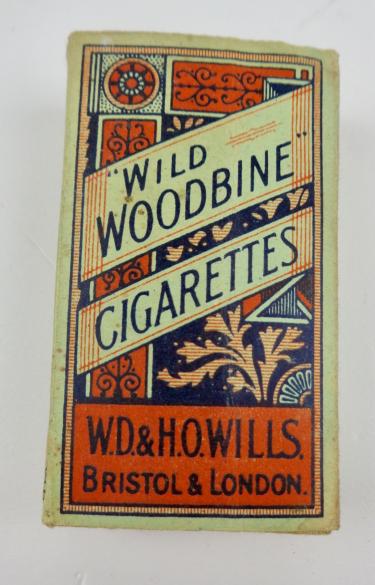 "WILD
WOODBINE"
CIGARETTES
W.D.&H.O.WILLS.
BRISTOL & LONDON.